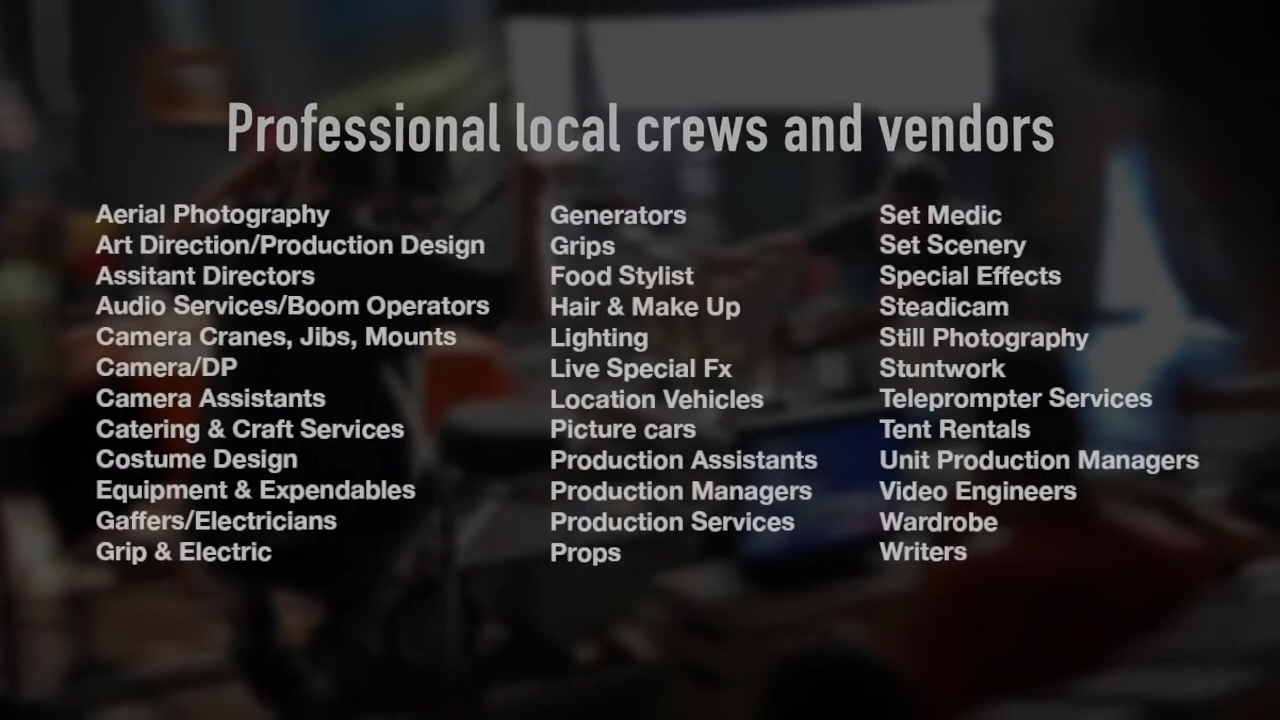 Professional local crews and vendors
Aerial Photography
Art Direction/Production Design
Assitant Directors
Audio Services/Boom Operators
Camera Cranes, Jibs, Mounts
Camera/DP
Camera Assistants
Catering & Craft Services
Costume Design
Equipment & Expendables
Gaffers/Electricians
Grip & Electric
Generators
Grips
Food Stylist
Hair & Make Up
Lighting
Live Special Fx
Location Vehicles
Picture cars
Production Assistants
Production Managers
Production Services
Props
Set Medic
Set Scenery
Special Effects
Steadicam
Still Photography
Stuntwork
Teleprompter Services
Tent Rentals
Unit Production Managers
Video Engineers
Wardrobe
Writers